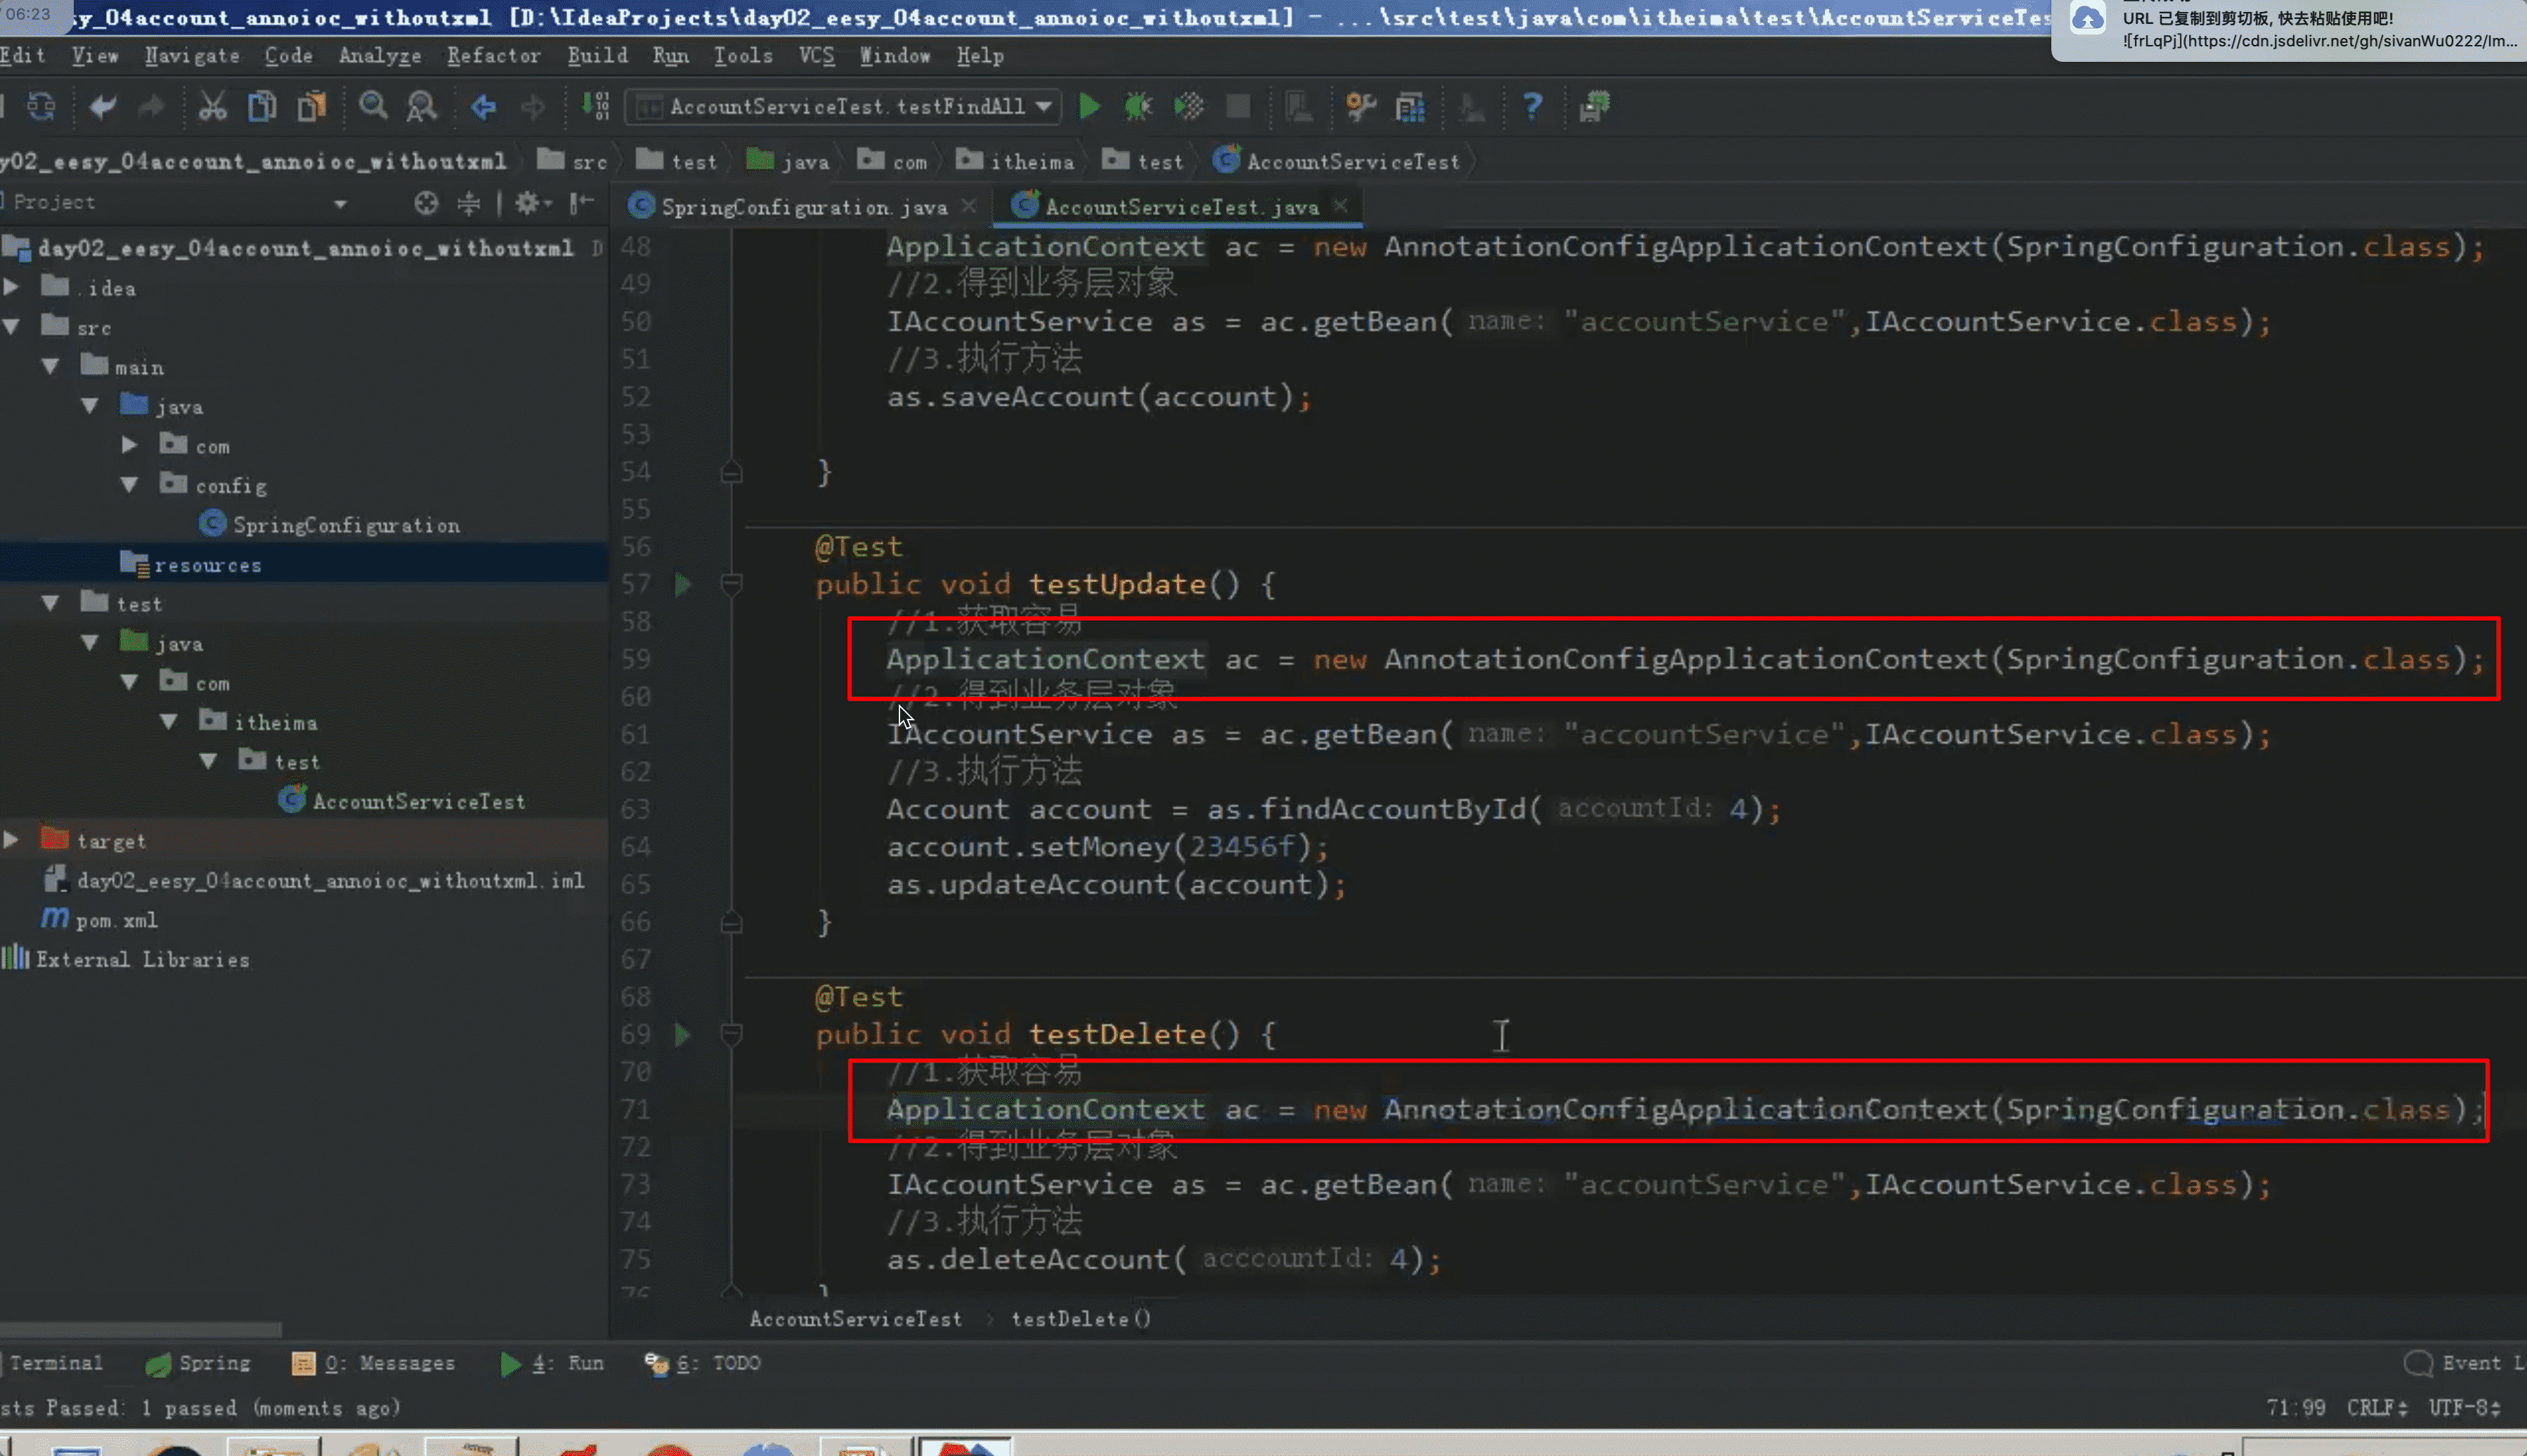 06:23
y_04account_annoioc_withoutxml [D:\IdeaProjects\day02_eesy_04account_annoioc_withoutxml] - ...\src\test\java\com\itheima\test\AccountServiceTes
URL 已复制到剪切板, 快去粘贴使用吧!
![frLqPj](https://cdn.jsdelivr.net/gh/sivanWu0222/Im...
Edit View Navigate Code Analyze Refactor Build Run Tools VCS Window Help
AccountServiceTest.testFindAll
y02_eesy_04account_annoioc_withoutxml src test java com itheima test AccountServiceTest
Project
SpringConfiguration.java AccountServiceTest.java
day02_eesy_04account_annoioc_withoutxml D
.idea
src
main
java
com
config
SpringConfiguration
resources
test
java
com
itheima
test
AccountServiceTest
target
day02_eesy_04account_annoioc_withoutxml.iml
pom.xml
External Libraries
48 ApplicationContext ac = new AnnotationConfigApplicationContext(SpringConfiguration.class);
49 //2.得到业务层对象
50 IAccountService as = ac.getBean( name: "accountService",IAccountService.class);
51 //3.执行方法
52 as.saveAccount(account);
53
54 }
55
56 @Test
57 public void testUpdate() {
58 //1.获取容易
59 ApplicationContext ac = new AnnotationConfigApplicationContext(SpringConfiguration.class);
60 //2.得到业务层对象
61 IAccountService as = ac.getBean( name: "accountService",IAccountService.class);
62 //3.执行方法
63 Account account = as.findAccountById( accountId: 4);
64 account.setMoney(23456f);
65 as.updateAccount(account);
66 }
67
68 @Test
69 public void testDelete() {
70 //1.获取容易
71 ApplicationContext ac = new AnnotationConfigApplicationContext(SpringConfiguration.class);
72 //2.得到业务层对象
73 IAccountService as = ac.getBean( name: "accountService",IAccountService.class);
74 //3.执行方法
75 as.deleteAccount( acccountId: 4);
76 }
AccountServiceTest testDelete()
Terminal Spring 0: Messages 4: Run 6: TODO Event L
sts Passed: 1 passed (moments ago) 71:99 CRLF UTF-8